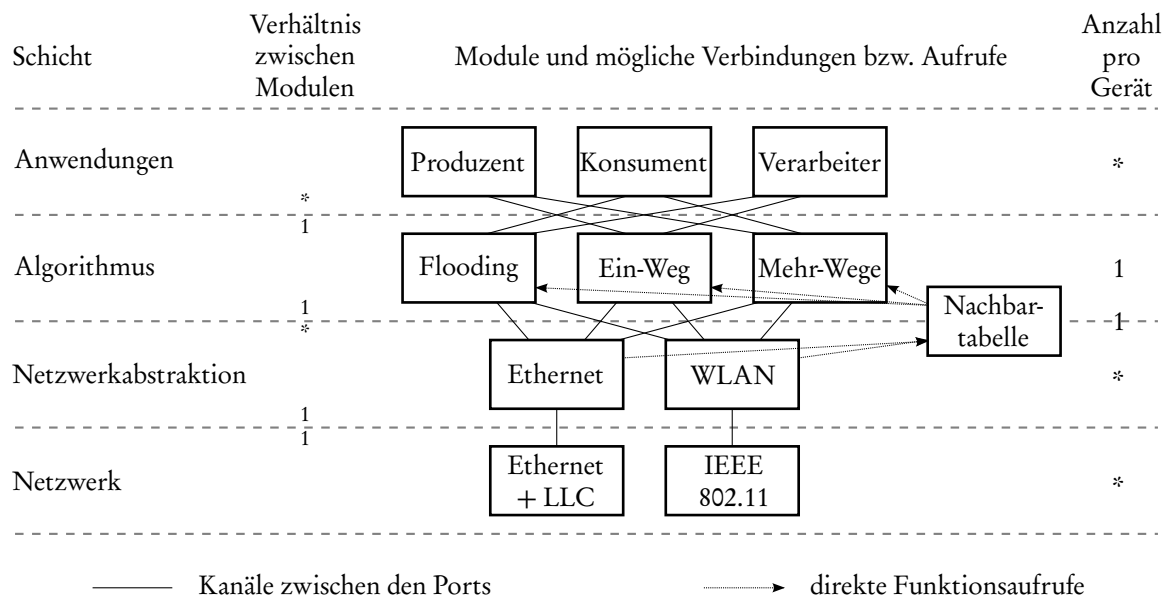 Schicht
Verhältnis
zwischen
Modulen
Module und mögliche Verbindungen bzw. Aufrufe
Anzahl
pro
Gerät
Anwendungen
Produzent
Konsument
Verarbeiter
*
*
1
Algorithmus
Flooding
Ein-Weg
Mehr-Wege
1
Nachbar-
tabelle
1
1
*
Netzwerkabstraktion
Ethernet
WLAN
*
1
1
Netzwerk
Ethernet
+ LLC
IEEE
802.11
*
Kanäle zwischen den Ports
direkte Funktionsaufrufe